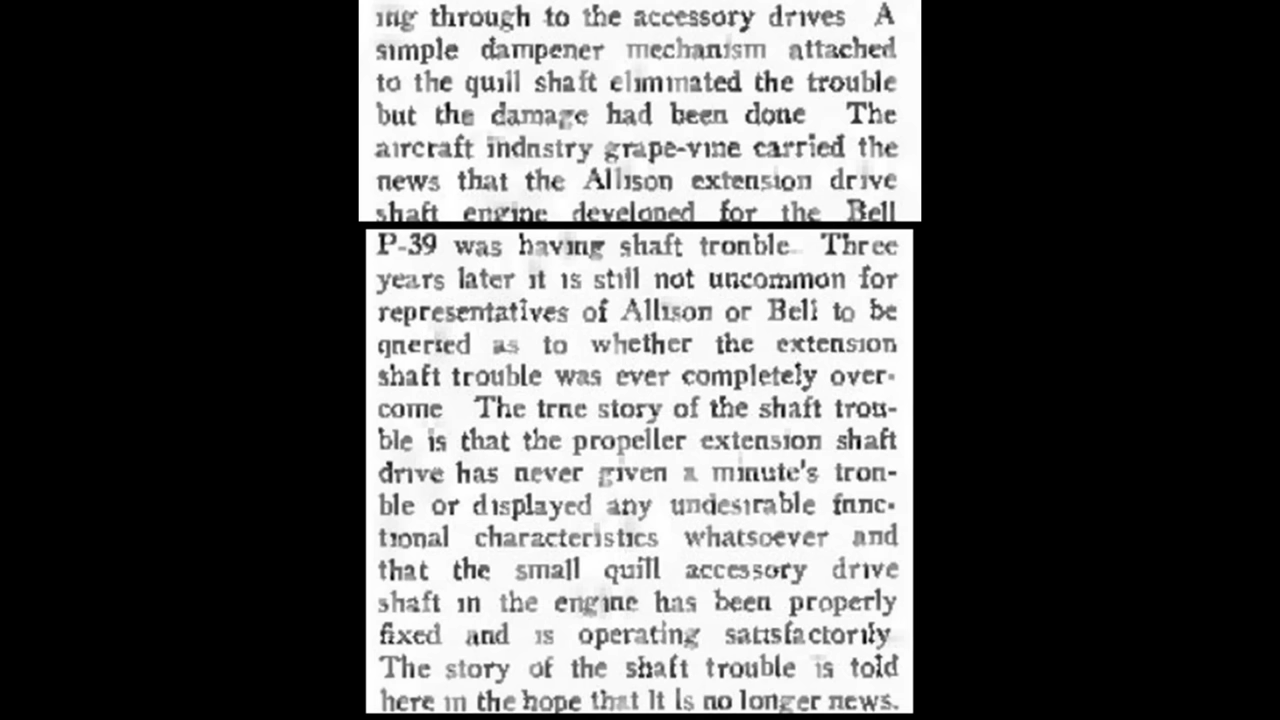 ing through to the accessory drives A
simple dampener mechanism attached
to the quill shaft eliminated the trouble
but the damage had been done The
aircraft indnstry grape-vine carried the
news that the Allison extension drive
shaft engine developed for the Bell
P-39 was having shaft tronble Three
years later it is still not uncommon for
representatives of Allison or Bell to be
qneried as to whether the extension
shaft trouble was ever completely over-
come The trne story of the shaft trou-
ble is that the propeller extension shaft
drive has never given a minute's tron-
ble or displayed any undesirable fnnc-
tional characteristics whatsoever and
that the small quill accessory drive
shaft in the engine has been properly
fixed and is operating satisfactorily
The story of the shaft trouble is told
here in the hope that It is no longer news.